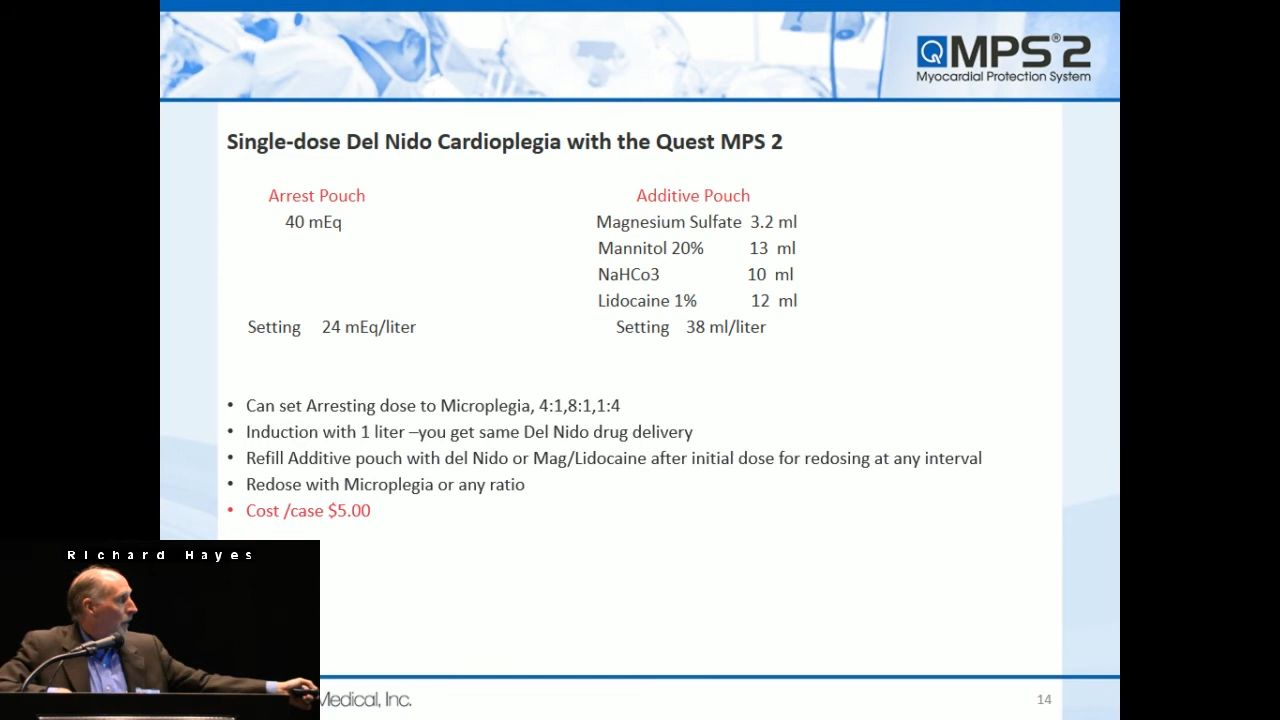 Q MPS®2
Myocardial Protection System
Single-dose Del Nido Cardioplegia with the Quest MPS 2
Arrest Pouch Additive Pouch
40 mEq Magnesium Sulfate 3.2 ml
Mannitol 20% 13 ml
NaHCo3 10 ml
Lidocaine 1% 12 ml
Setting 24 mEq/liter Setting 38 ml/liter
• Can set Arresting dose to Microplegia, 4:1,8:1,1:4
• Induction with 1 liter –you get same Del Nido drug delivery
• Refill Additive pouch with del Nido or Mag/Lidocaine after initial dose for redosing at any interval
• Redose with Microplegia or any ratio
• Cost /case $5.00
Richard Hayes
Medical, Inc.
14